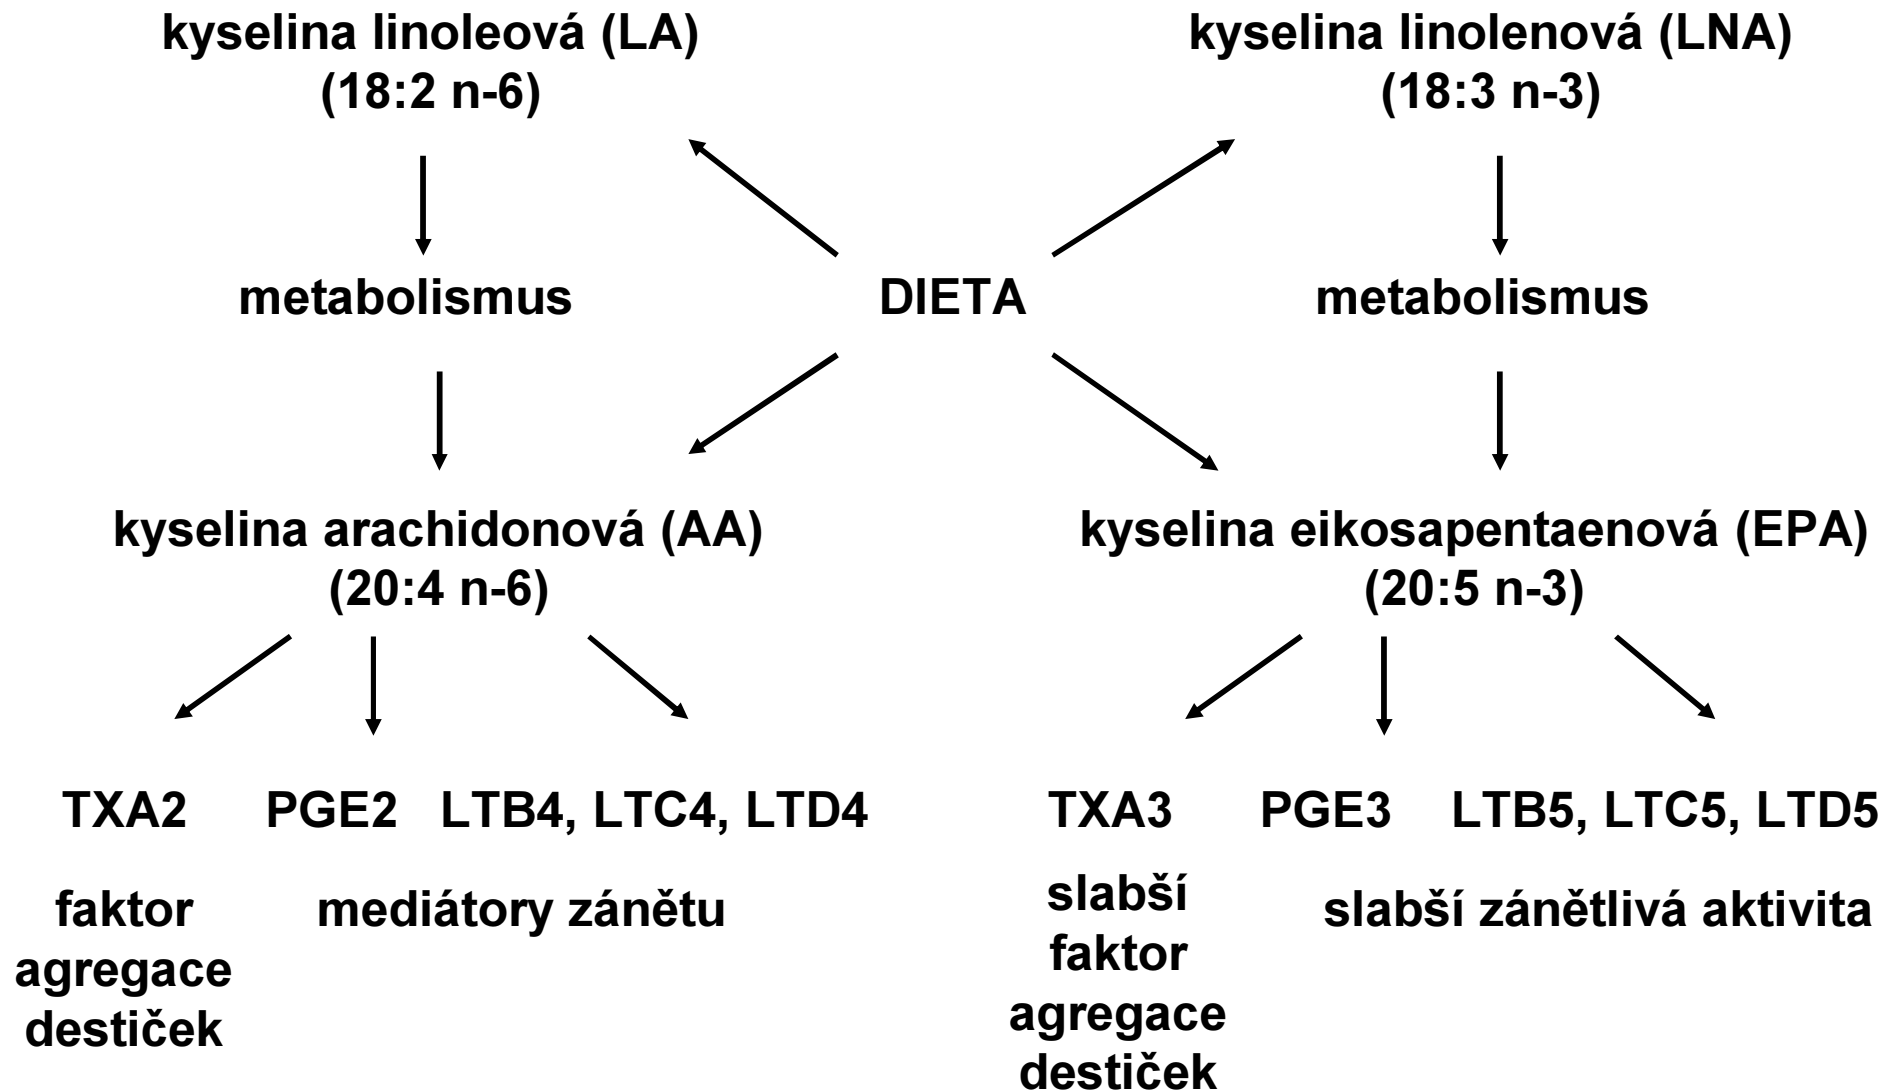 kyselina linoleová (LA)
(18:2 n-6)
kyselina linolenová (LNA)
(18:3 n-3)
metabolismus
DIETA
metabolismus
kyselina arachidonová (AA)
(20:4 n-6)
kyselina eikosapentaenová (EPA)
(20:5 n-3)
TXA2
PGE2
LTB4, LTC4, LTD4
TXA3
PGE3
LTB5, LTC5, LTD5
faktor
agregace
destiček
mediátory zánětu
slabší
faktor
agregace
destiček
slabší zánětlivá aktivita